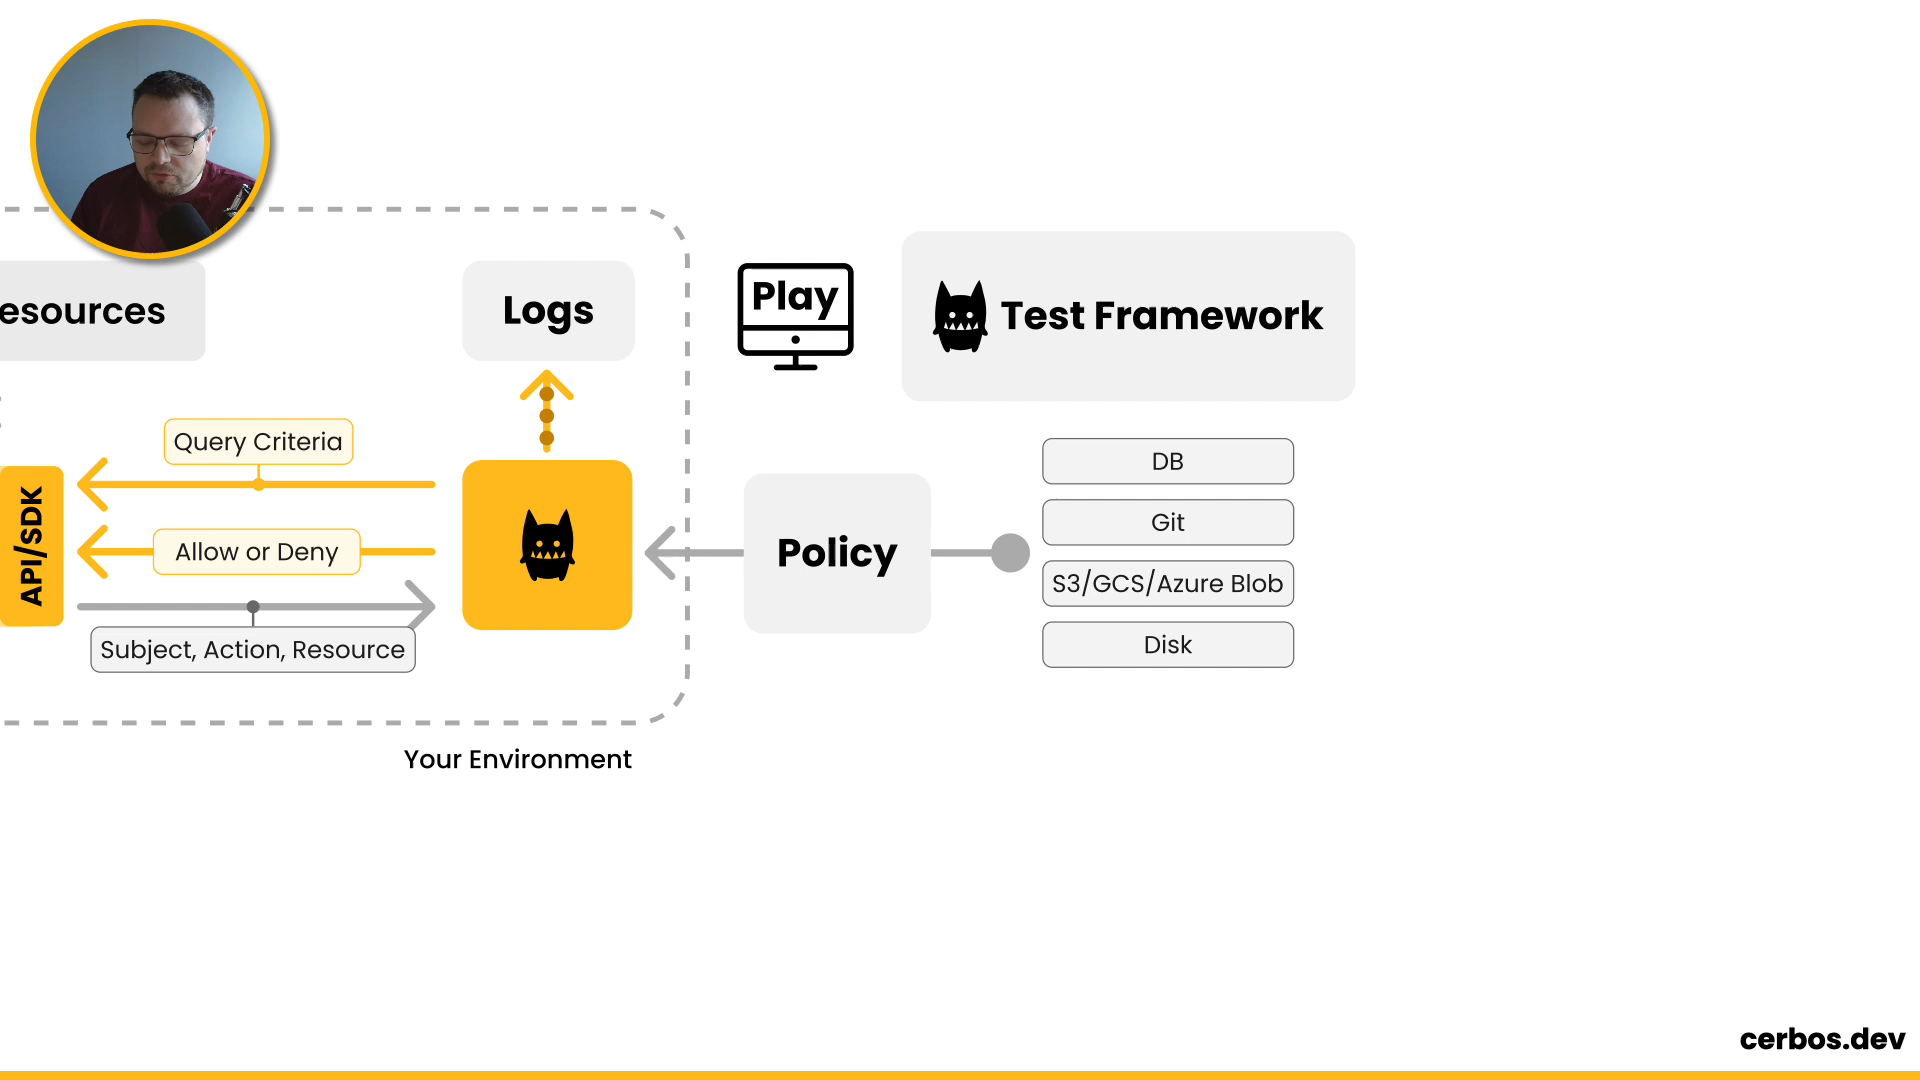 esources
Logs
Play
Test Framework
Query Criteria
API/SDK
Allow or Deny
Subject, Action, Resource
Policy
DB
Git
S3/GCS/Azure Blob
Disk
Your Environment
cerbos.dev